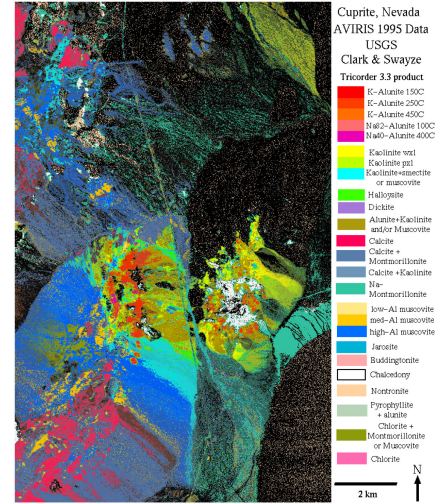 Cuprite, Nevada
AVIRIS 1995 Data
USGS
Clark & Swayze
Tricorder 3.3 product
K-Alunite 150C
K-Alunite 250C
K-Alunite 450C
Na82-Alunite 100C
Na40-Alunite 400C
Kaolinite wxl
Kaolinite pxl
Kaolinite+smectite
or muscovite
Halloysite
Dickite
Alunite+Kaolinite
and/or Muscovite
Calcite
Calcite +
Montmorillonite
Calcite +Kaolinite
Na-
Montmorillonite
low-Al muscovite
med-Al muscovite
high-Al muscovite
Jarosite
Buddingtonite
Chalcedony
Nontronite
Pyrophyllite
+ alunite
Chlorite +
Montmorillonite
or Muscovite
Chlorite
N
2 km